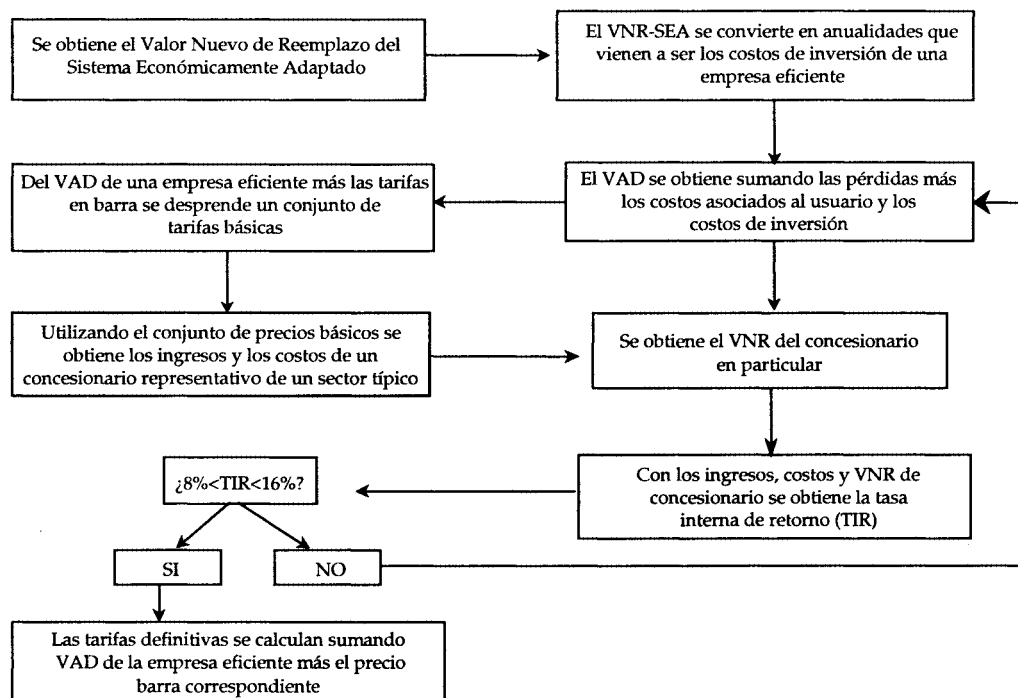 Se obtiene el Valor Nuevo de Reemplazo del
Sistema Económicamente Adaptado
El VNR-SEA se convierte en anualidades que
vienen a ser los costos de inversión de una
empresa eficiente
Del VAD de una empresa eficiente más las tarifas
en barra se desprende un conjunto de
tarifas básicas
El VAD se obtiene sumando las pérdidas más
los costos asociados al usuario y los
costos de inversión
Utilizando el conjunto de precios básicos se
obtiene los ingresos y los costos de un
concesionario representativo de un sector típico
Se obtiene el VNR del concesionario
en particular
¿8%<TIR<16%?
Con los ingresos, costos y VNR de
concesionario se obtiene la tasa
interna de retorno (TIR)
SI
NO
Las tarifas definitivas se calculan sumando
VAD de la empresa eficiente más el precio
barra correspondiente